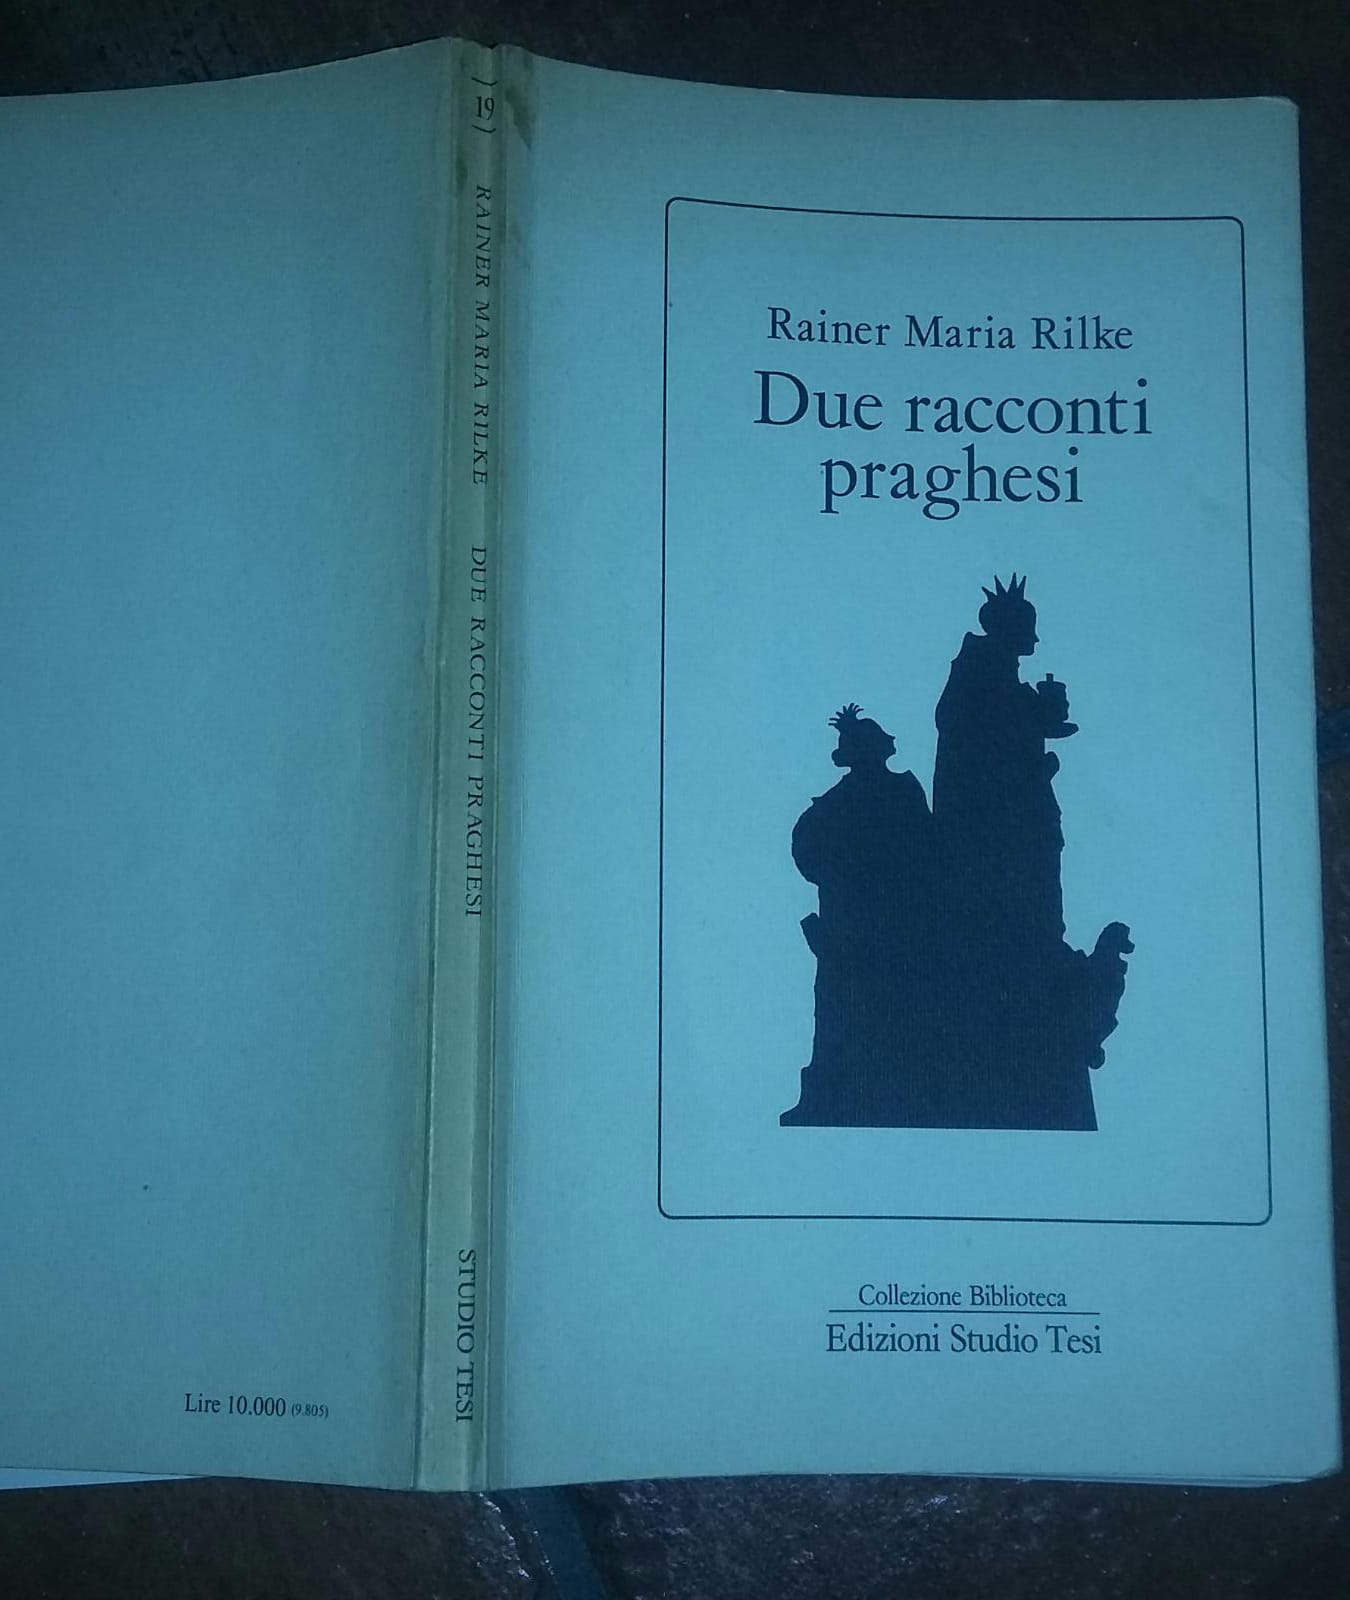 Rainer Maria Rilke
Due racconti
praghesi
Collezione Biblioteca
Edizioni Studio Tesi
) 19 )
RAINER MARIA RILKE DUE RACCONTI PRAGHESI
STUDIO TESI
Lire 10.000 (9.805)